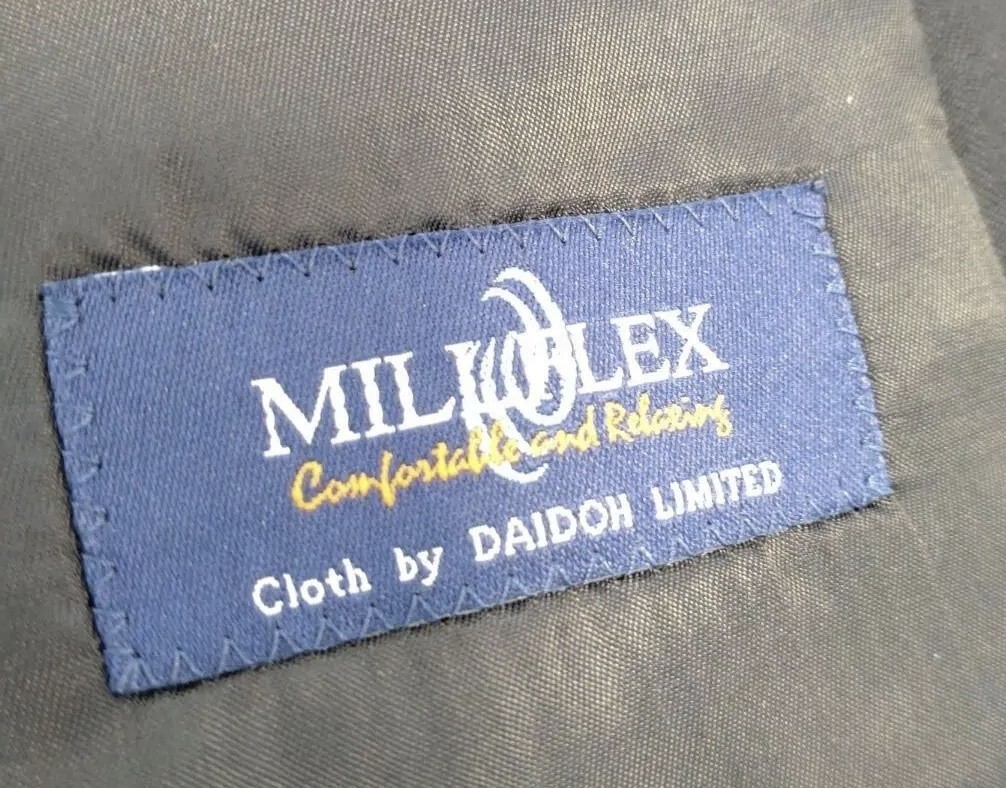 Comfortable and Relaxing
Cloth by DAIDOH LIMITED